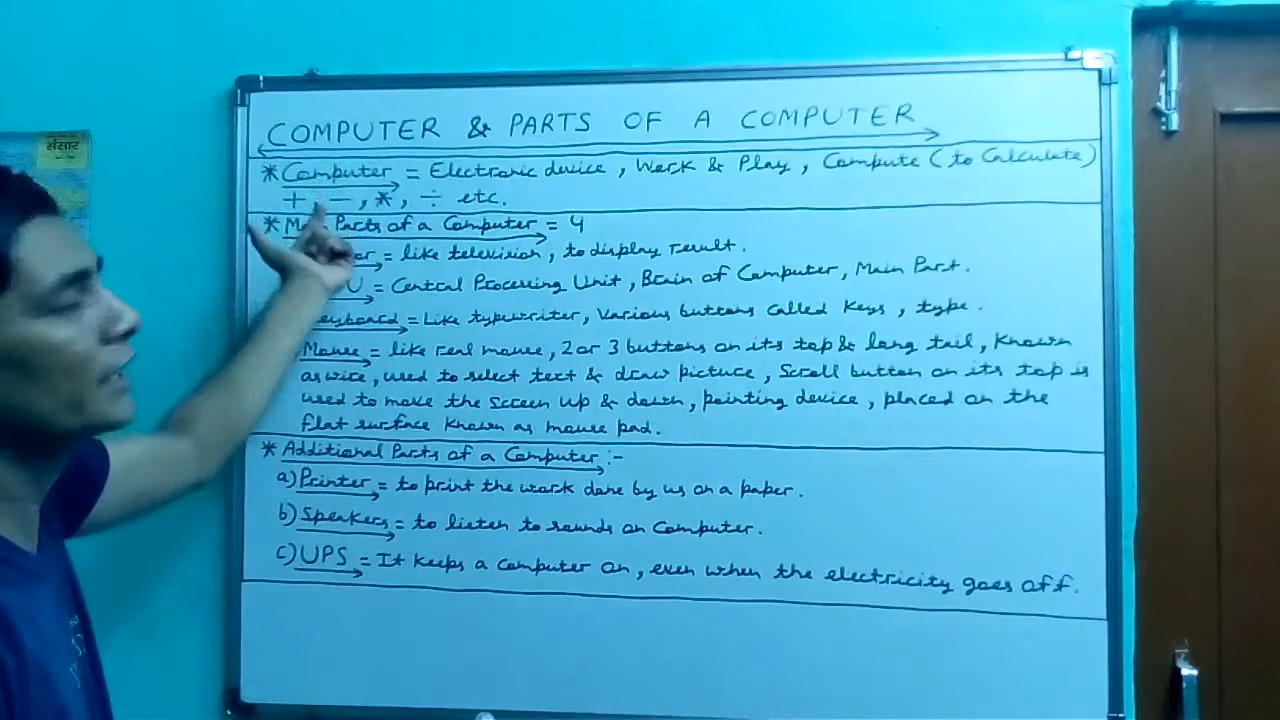 संसार
COMPUTER & PARTS OF A COMPUTER
* Computer = Electronic device, Work & Play, Compute (to Calculate)
+, −, *, ÷ etc.
* Main Parts of a Computer = 4
= like television, to display result.
U = Central Processing Unit, Brain of Computer, Main Part.
Keyboard = Like typewriter, Various buttons called Keys, type.
Mouse = like real mouse, 2 or 3 buttons on its top & long tail, Known
as wire, used to select text & draw picture, Scroll button on its top is
used to move the screen up & down, pointing device, placed on the
flat surface known as mouse pad.
* Additional Parts of a Computer :-
a) Printer = to print the work done by us on a paper.
b) Speakers = to listen to sounds on Computer.
c) UPS = It keeps a computer on, even when the electricity goes off.